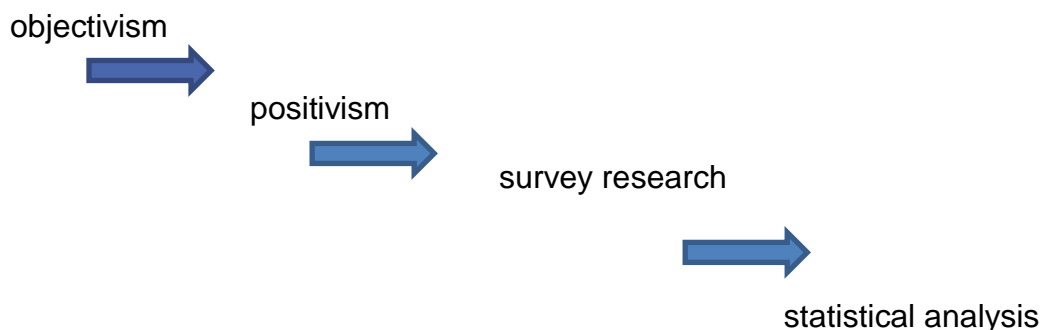 objectivism
positivism
survey research
statistical analysis